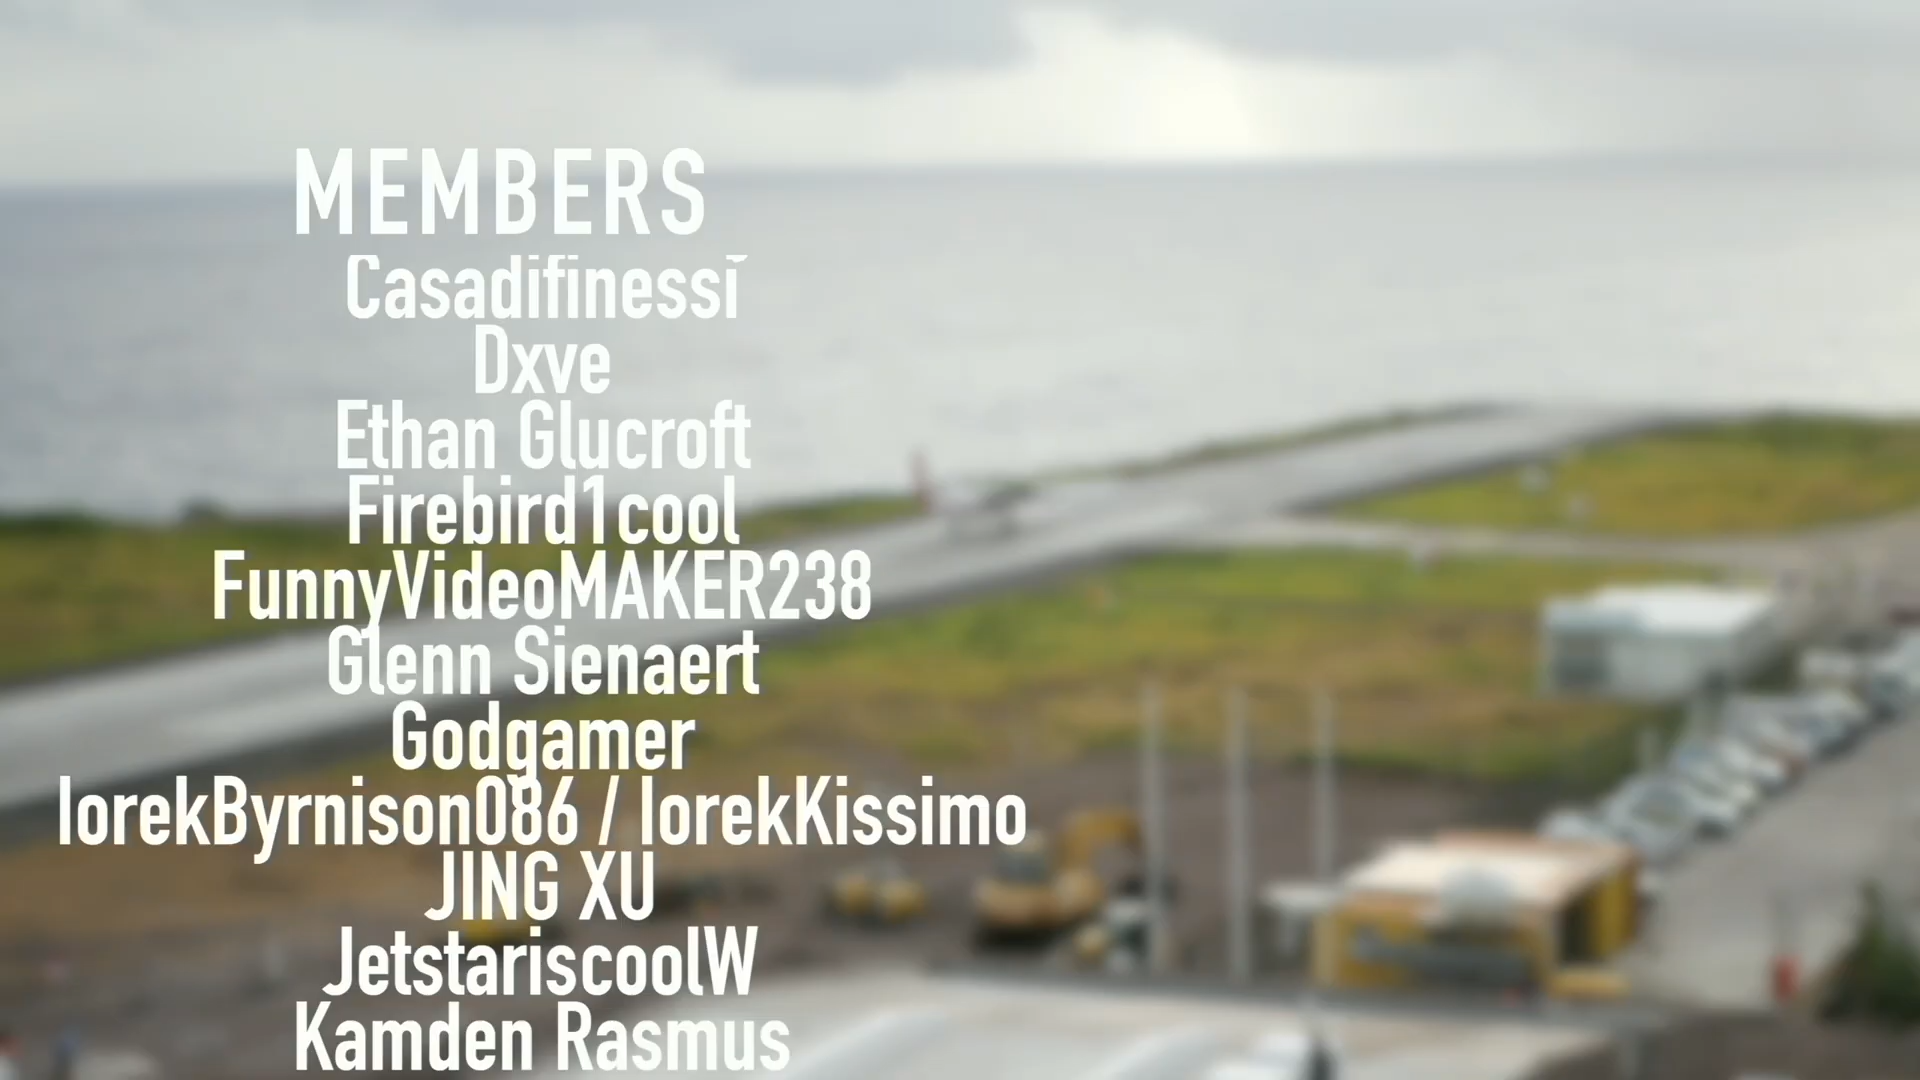 MEMBERS
Casadifinessi
Dxve
Ethan Glucroft
Firebird1cool
FunnyVideoMAKER238
Glenn Sienaert
Godgamer
IorekByrnison086 / IorekKissimo
JING XU
JetstariscoolW
Kamden Rasmus